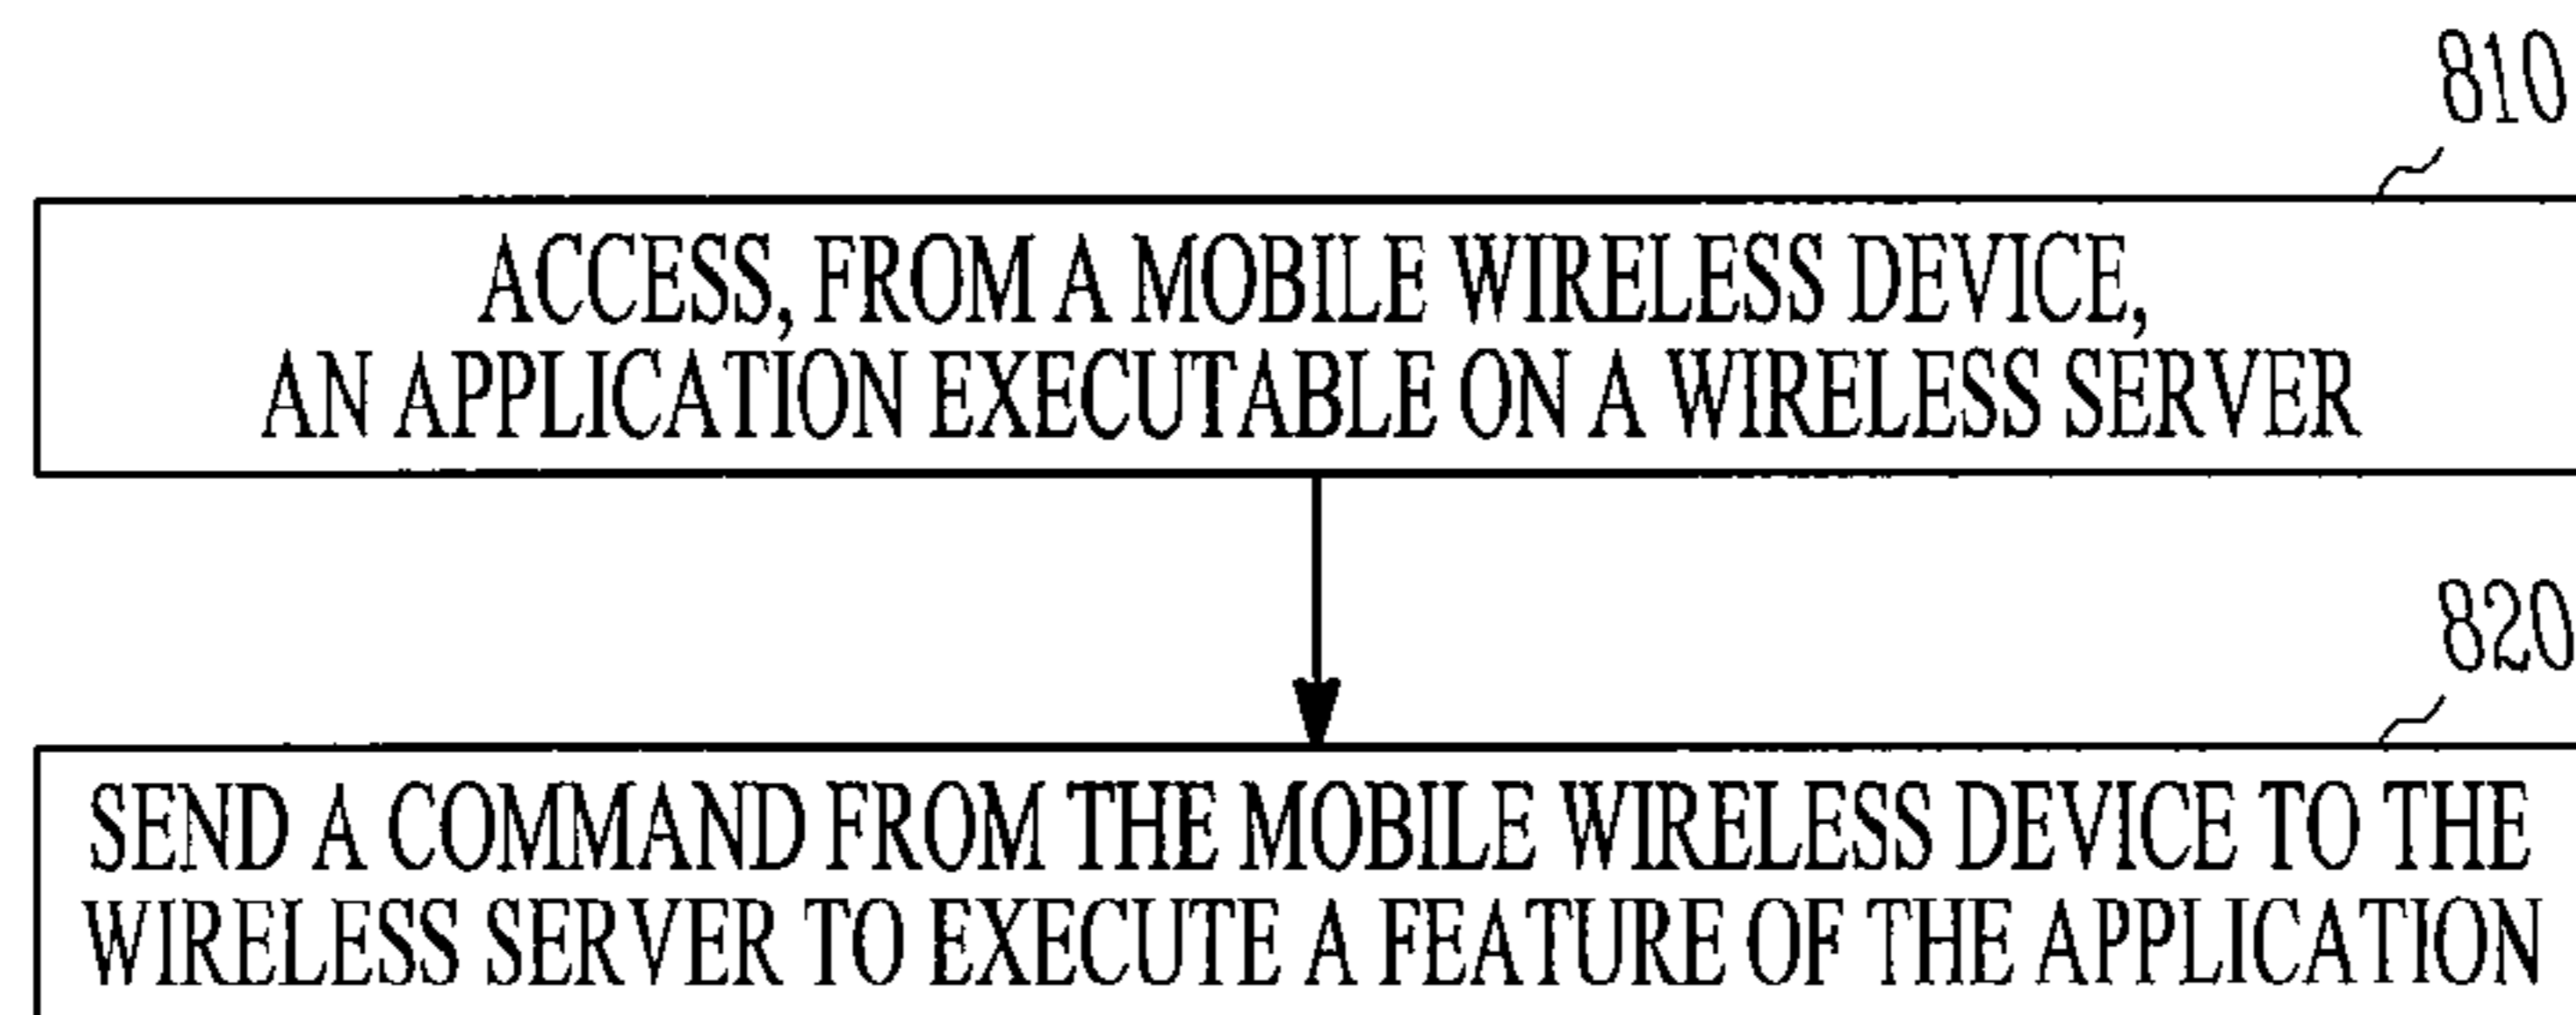 810
ACCESS, FROM A MOBILE WIRELESS DEVICE,
AN APPLICATION EXECUTABLE ON A WIRELESS SERVER
820
SEND A COMMAND FROM THE MOBILE WIRELESS DEVICE TO THE
WIRELESS SERVER TO EXECUTE A FEATURE OF THE APPLICATION